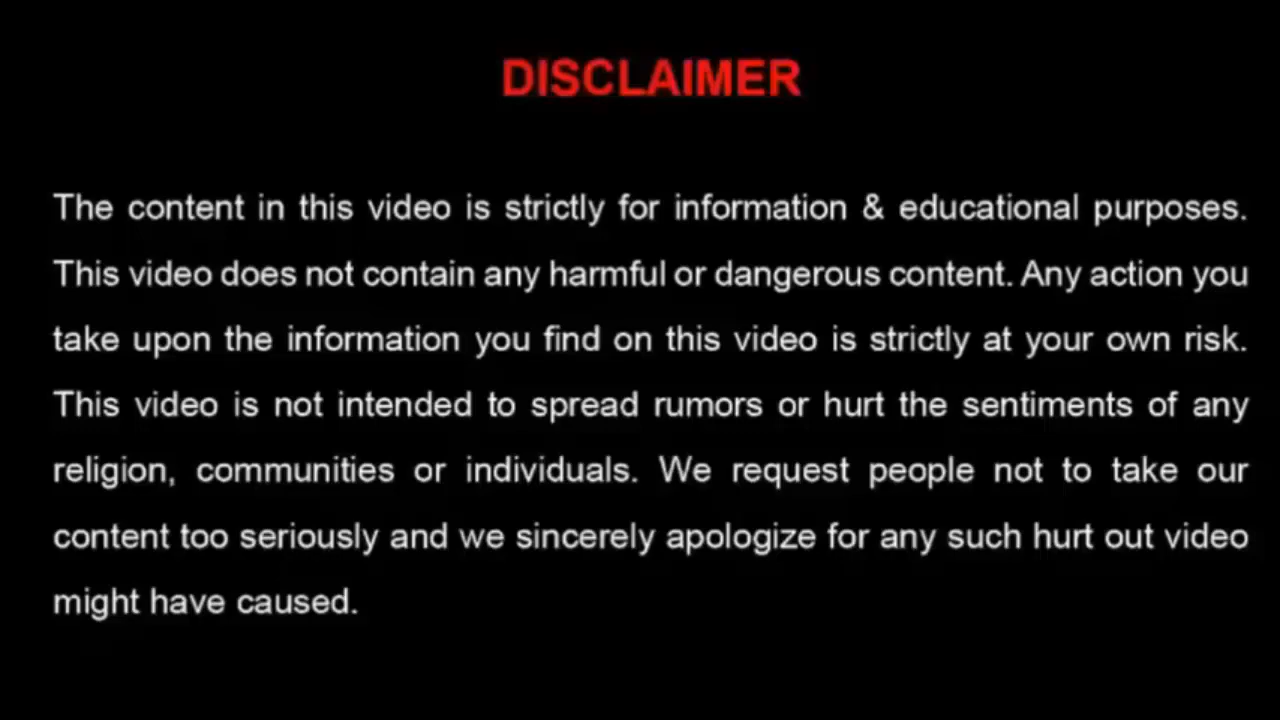 DISCLAIMER
The content in this video is strictly for information & educational purposes.
This video does not contain any harmful or dangerous content. Any action you
take upon the information you find on this video is strictly at your own risk.
This video is not intended to spread rumors or hurt the sentiments of any
religion, communities or individuals. We request people not to take our
content too seriously and we sincerely apologize for any such hurt out video
might have caused.